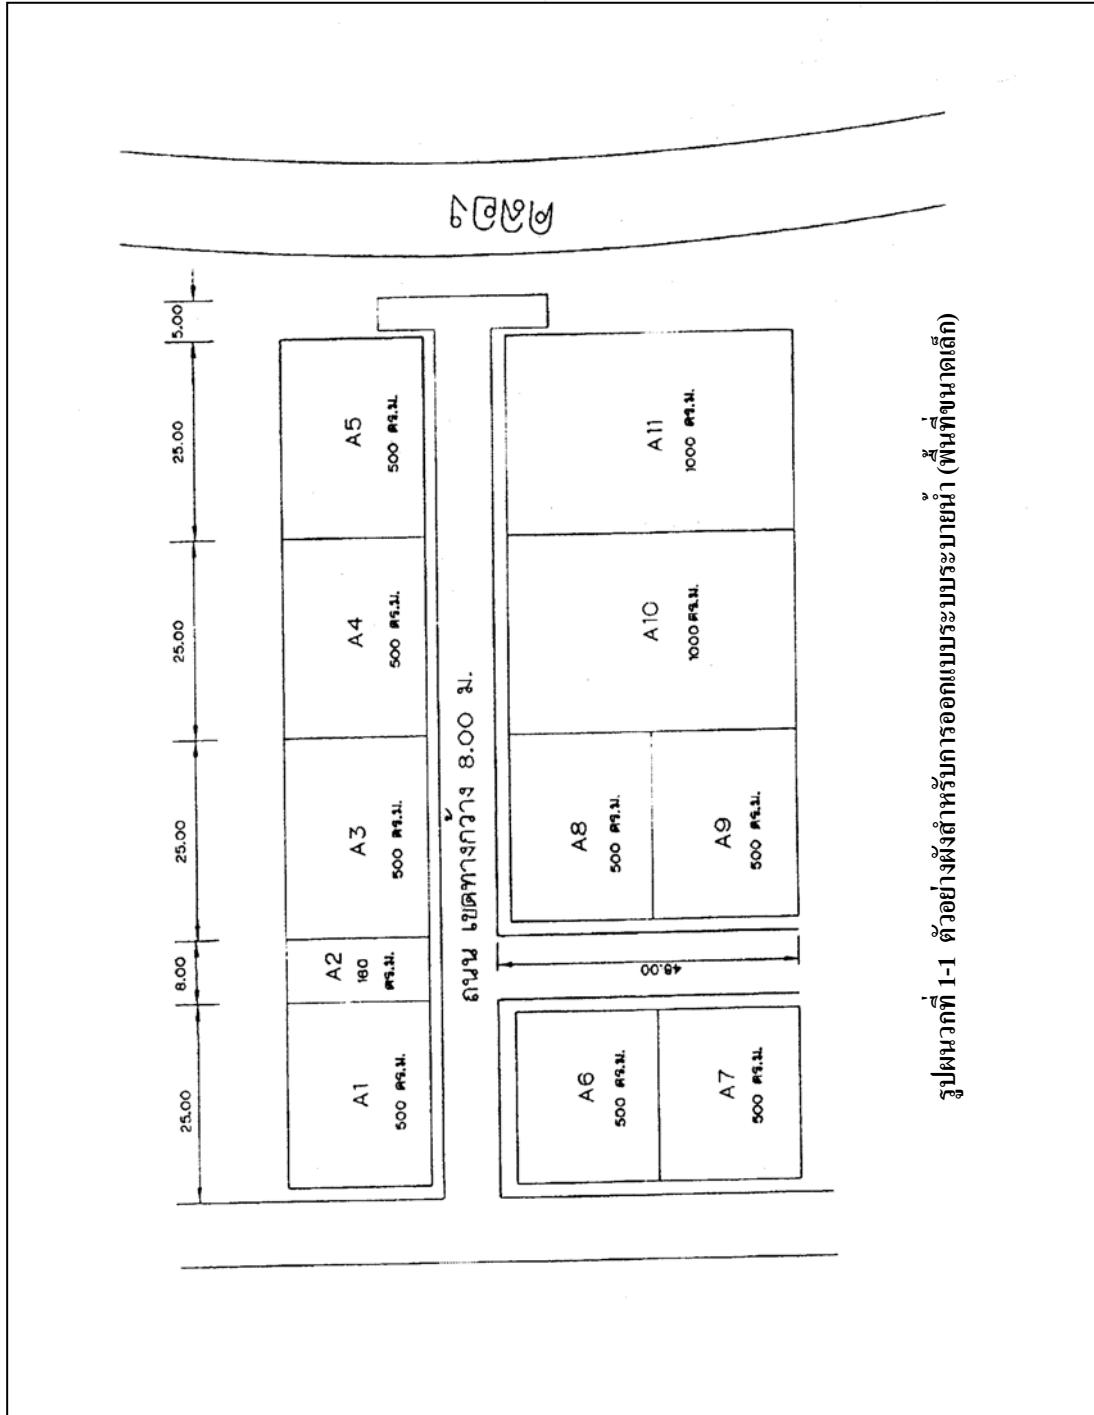 คลอง
5.00
25.00
25.00
25.00
8.00
25.00
A5
500 ตร.ม.
A4
500 ตร.ม.
A3
500 ตร.ม.
A2
160
ตร.ม.
A1
500 ตร.ม.
ถนน เขตทางกว้าง 8.00 ม.
A11
1000 ตร.ม.
A10
1000 ตร.ม.
A8
500 ตร.ม.
A9
500 ตร.ม.
A6
500 ตร.ม.
A7
500 ตร.ม.
รูปผนวกที่ 1-1 ตัวอย่างผังสำหรับการออกแบบระบบระบายน้ำ (พื้นที่ขนาดเล็ก)